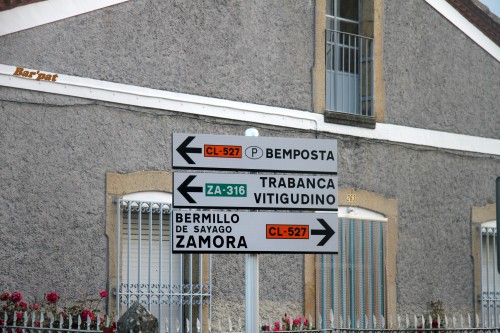 Bar'pat
CL-527 P BEMPOSTA
ZA-316 TRABANCA
VITIGUDINO
BERMILLO
DE SAYAGO
ZAMORA CL-527